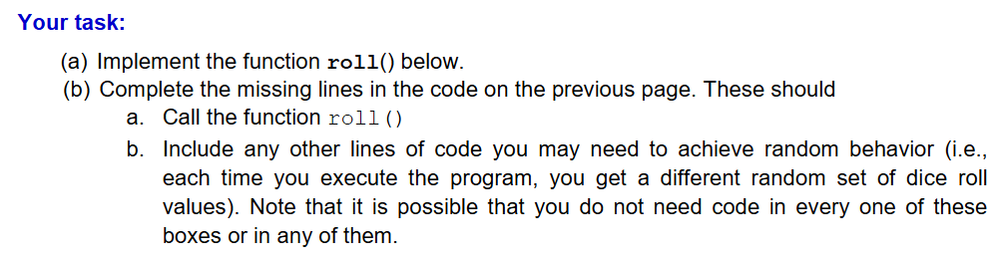 Your task:
(a) Implement the function roll() below.
(b) Complete the missing lines in the code on the previous page. These should
a. Call the function roll()
b. Include any other lines of code you may need to achieve random behavior (i.e.,
each time you execute the program, you get a different random set of dice roll
values). Note that it is possible that you do not need code in every one of these
boxes or in any of them.